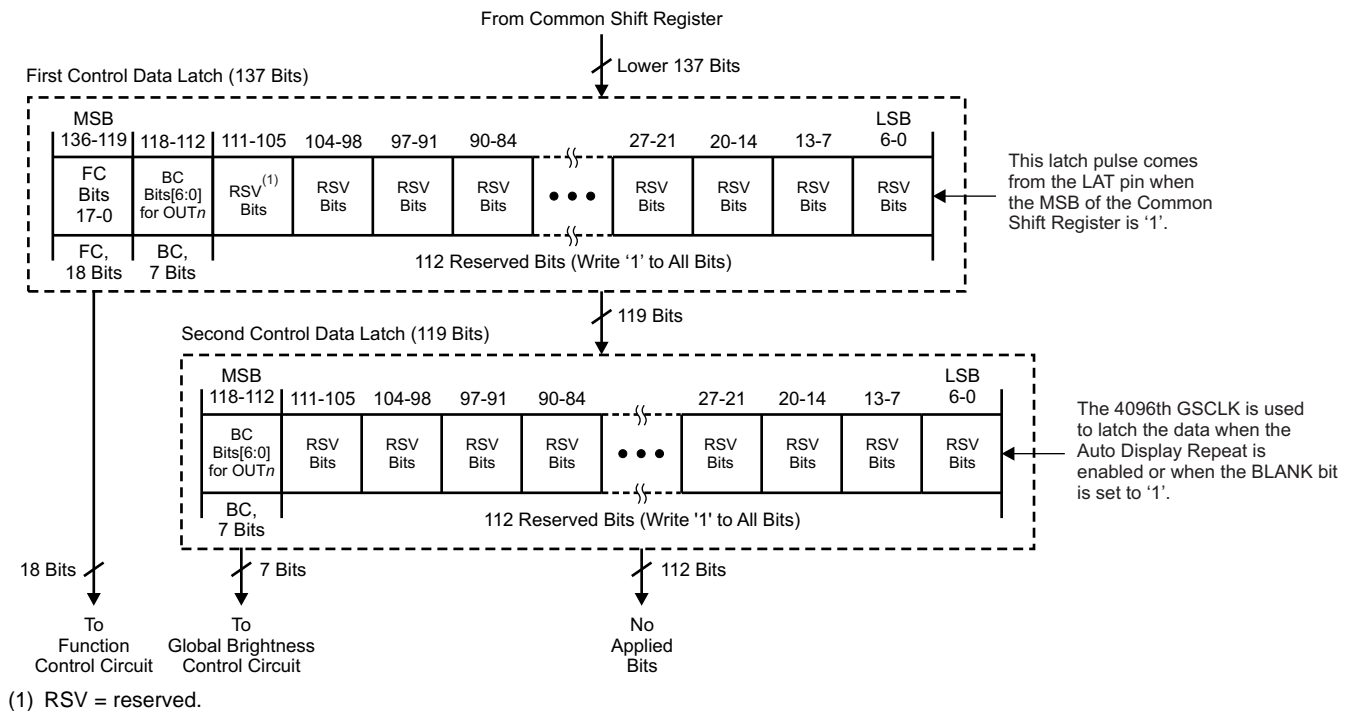 From Common Shift Register
Lower 137 Bits
First Control Data Latch (137 Bits)
MSB
136-119 118-112 111-105 104-98 97-91 90-84 27-21 20-14 13-7
LSB
6-0
FC
Bits
17-0
BC
Bits[6:0]
for OUTn
RSV(1)
Bits
RSV
Bits
RSV
Bits
RSV
Bits
RSV
Bits
RSV
Bits
RSV
Bits
RSV
Bits
This latch pulse comes
from the LAT pin when
the MSB of the Common
Shift Register is ‘1’.
FC,
18 Bits
BC,
7 Bits
112 Reserved Bits (Write ‘1’ to All Bits)
119 Bits
Second Control Data Latch (119 Bits)
MSB
118-112 111-105 104-98 97-91 90-84 27-21 20-14 13-7
LSB
6-0
BC
Bits[6:0]
for OUTn
RSV
Bits
RSV
Bits
RSV
Bits
RSV
Bits
RSV
Bits
RSV
Bits
RSV
Bits
RSV
Bits
The 4096th GSCLK is used
to latch the data when the
Auto Display Repeat is
enabled or when the BLANK bit
is set to ‘1’.
BC,
7 Bits
112 Reserved Bits (Write '1' to All Bits)
18 Bits
7 Bits
112 Bits
To
Function
Control Circuit
To
Global Brightness
Control Circuit
No
Applied
Bits
(1) RSV = reserved.